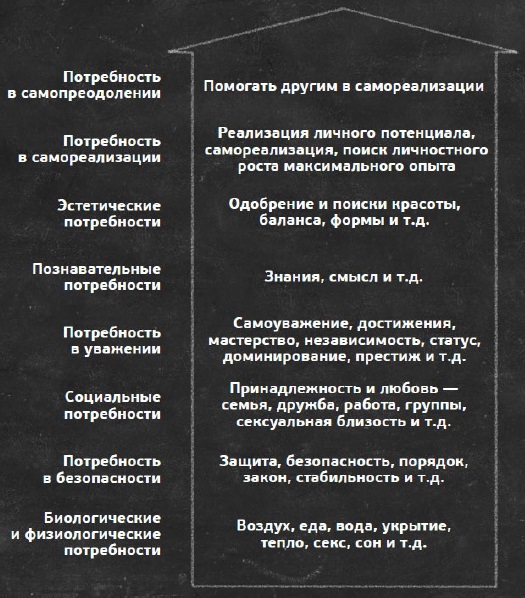 Потребность
в самопреодолении
Помогать другим в самореализации
Потребность
в самореализации
Реализация личного потенциала,
самореализация, поиск личностного
роста максимального опыта
Эстетические
потребности
Одобрение и поиски красоты,
баланса, формы и т.д.
Познавательные
потребности
Знания, смысл и т.д.
Потребность
в уважении
Самоуважение, достижения,
мастерство, независимость, статус,
доминирование, престиж и т.д.
Социальные
потребности
Принадлежность и любовь —
семья, дружба, работа, группы,
сексуальная близость и т.д.
Потребность
в безопасности
Защита, безопасность, порядок,
закон, стабильность и т.д.
Биологические
и физиологические
потребности
Воздух, еда, вода, укрытие,
тепло, секс, сон и т.д.